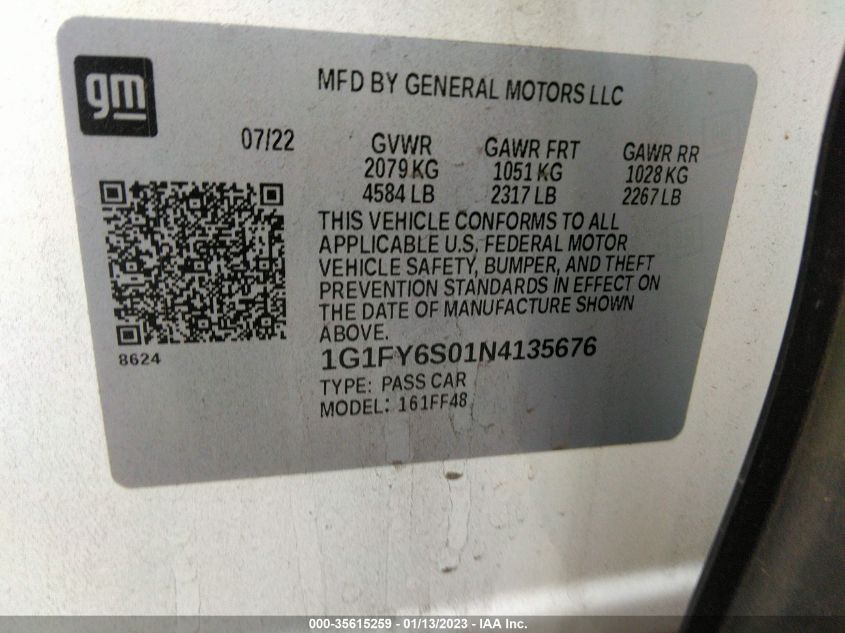 gm
MFD BY GENERAL MOTORS LLC
07/22
GVWR GAWR FRT GAWR RR
2079 KG 1051 KG 1028 KG
4584 LB 2317 LB 2267 LB
THIS VEHICLE CONFORMS TO ALL
APPLICABLE U.S. FEDERAL MOTOR
VEHICLE SAFETY, BUMPER, AND THEFT
PREVENTION STANDARDS IN EFFECT ON
THE DATE OF MANUFACTURE SHOWN
ABOVE.
8624
1G1FY6S01N4135676
TYPE: PASS CAR
MODEL: 161FF48
000-35615259 - 01/13/2023 - IAA Inc.